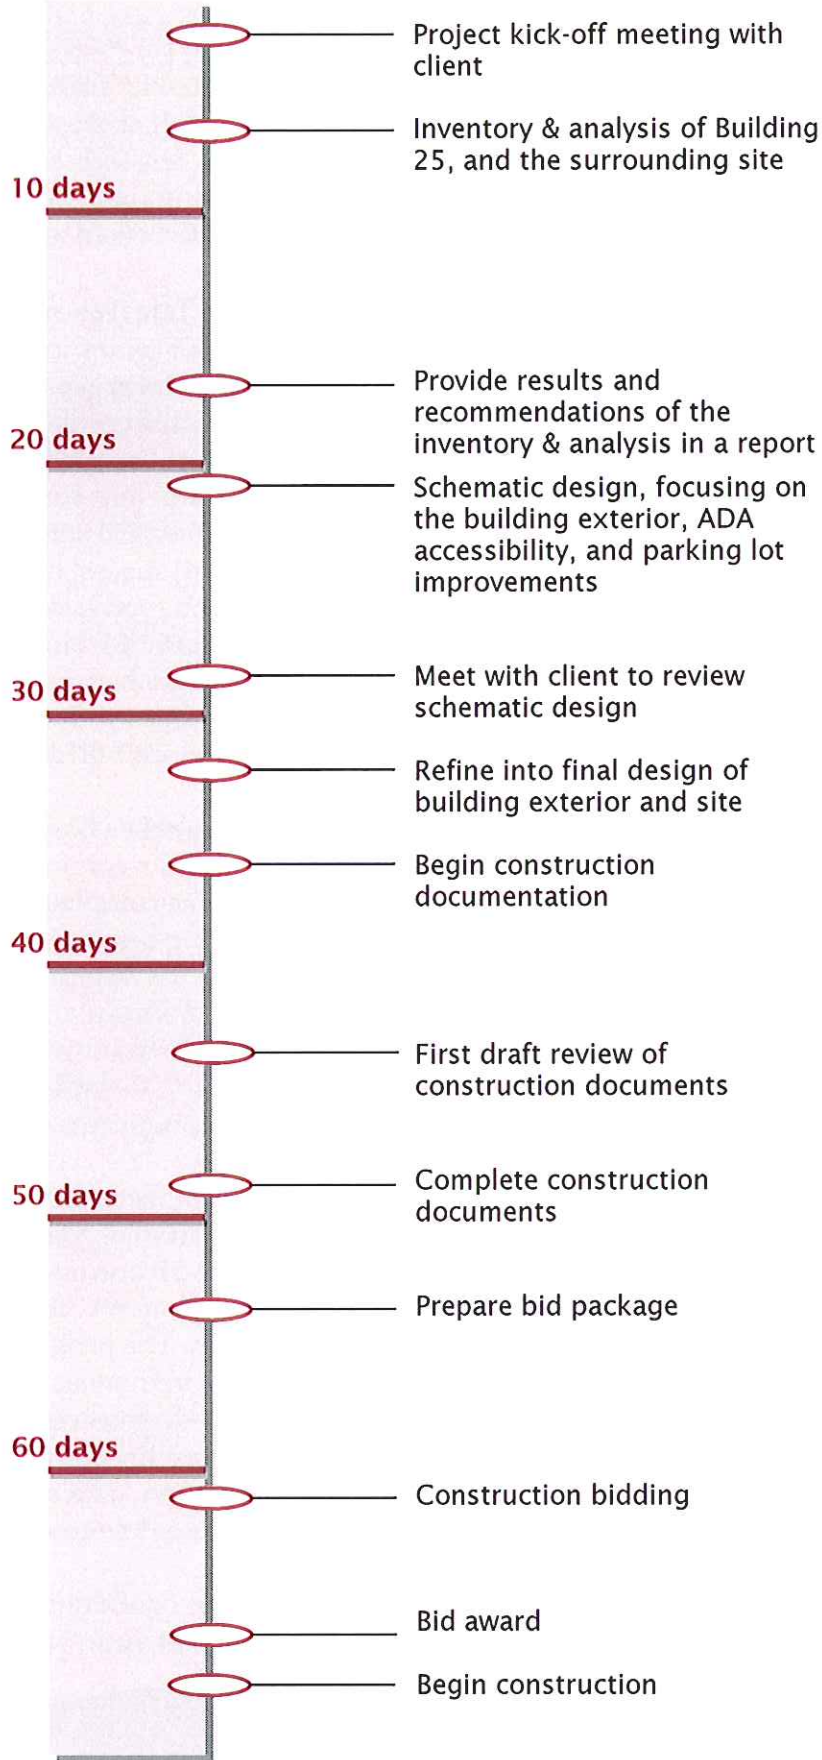 Project kick-off meeting with
client
Inventory & analysis of Building
25, and the surrounding site
10 days
Provide results and
recommendations of the
inventory & analysis in a report
20 days
Schematic design, focusing on
the building exterior, ADA
accessibility, and parking lot
improvements
Meet with client to review
schematic design
30 days
Refine into final design of
building exterior and site
Begin construction
documentation
40 days
First draft review of
construction documents
Complete construction
documents
50 days
Prepare bid package
60 days
Construction bidding
Bid award
Begin construction